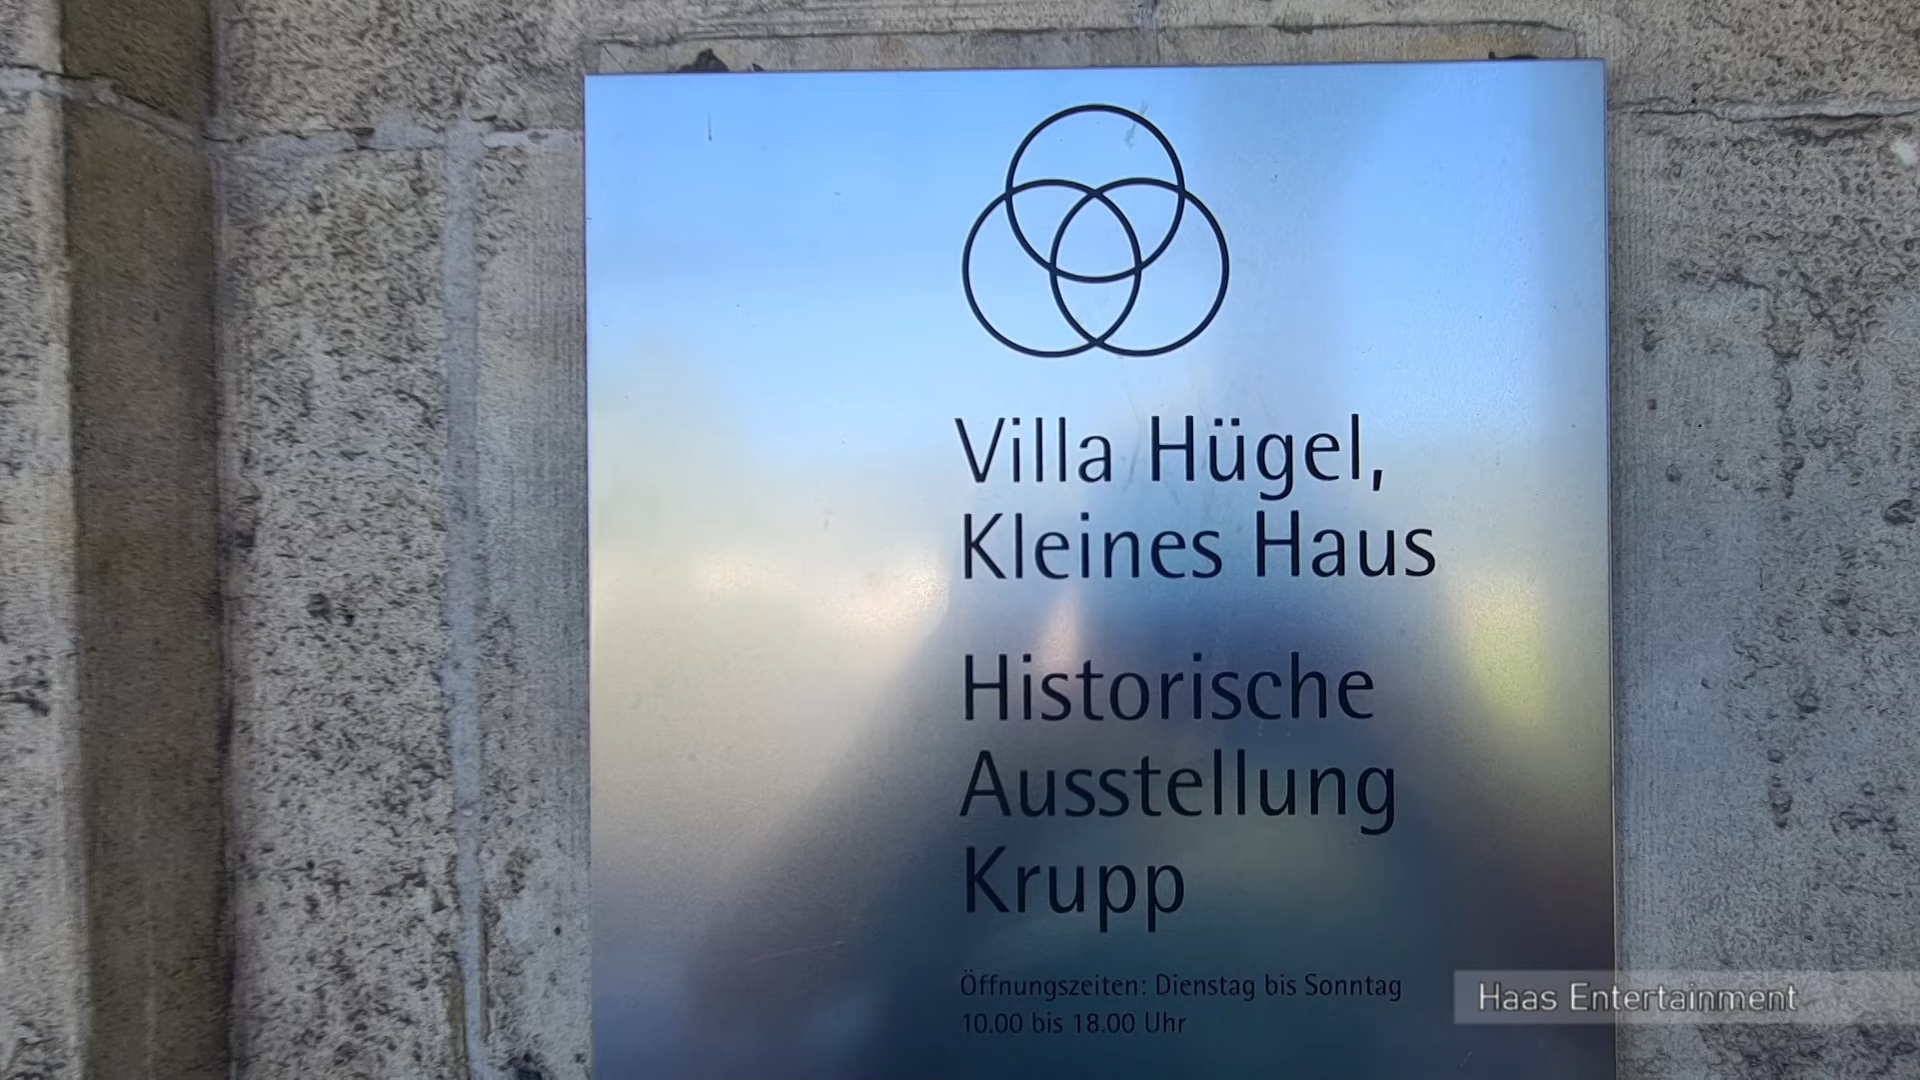 Villa Hügel,
Kleines Haus
Historische
Ausstellung
Krupp
Öffnungszeiten: Dienstag bis Sonntag
10.00 bis 18.00 Uhr
Haas Entertainment